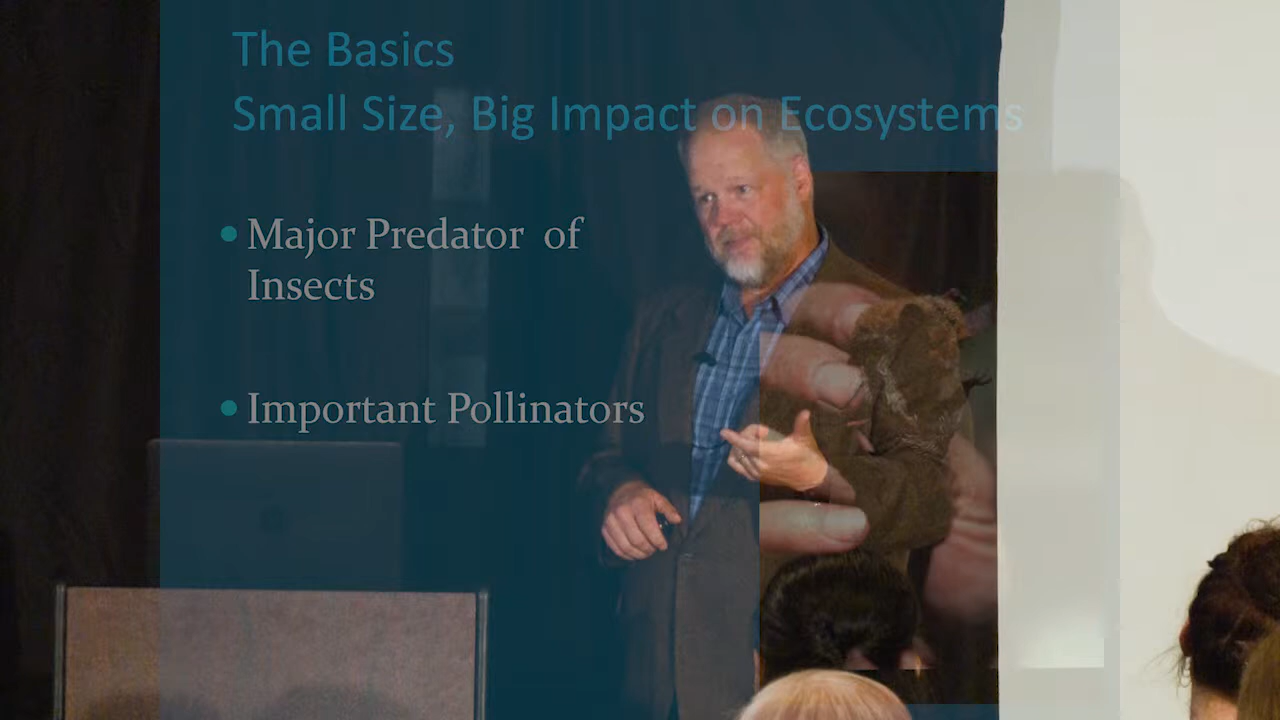 The Basics
Small Size, Big Impact on Ecosystems
• Major Predator of
Insects
• Important Pollinators